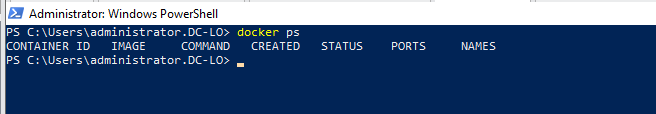 Administrator: Windows PowerShell
PS C:\Users\administrator.DC-LO> docker ps
CONTAINER ID   IMAGE     COMMAND   CREATED   STATUS    PORTS     NAMES
PS C:\Users\administrator.DC-LO>